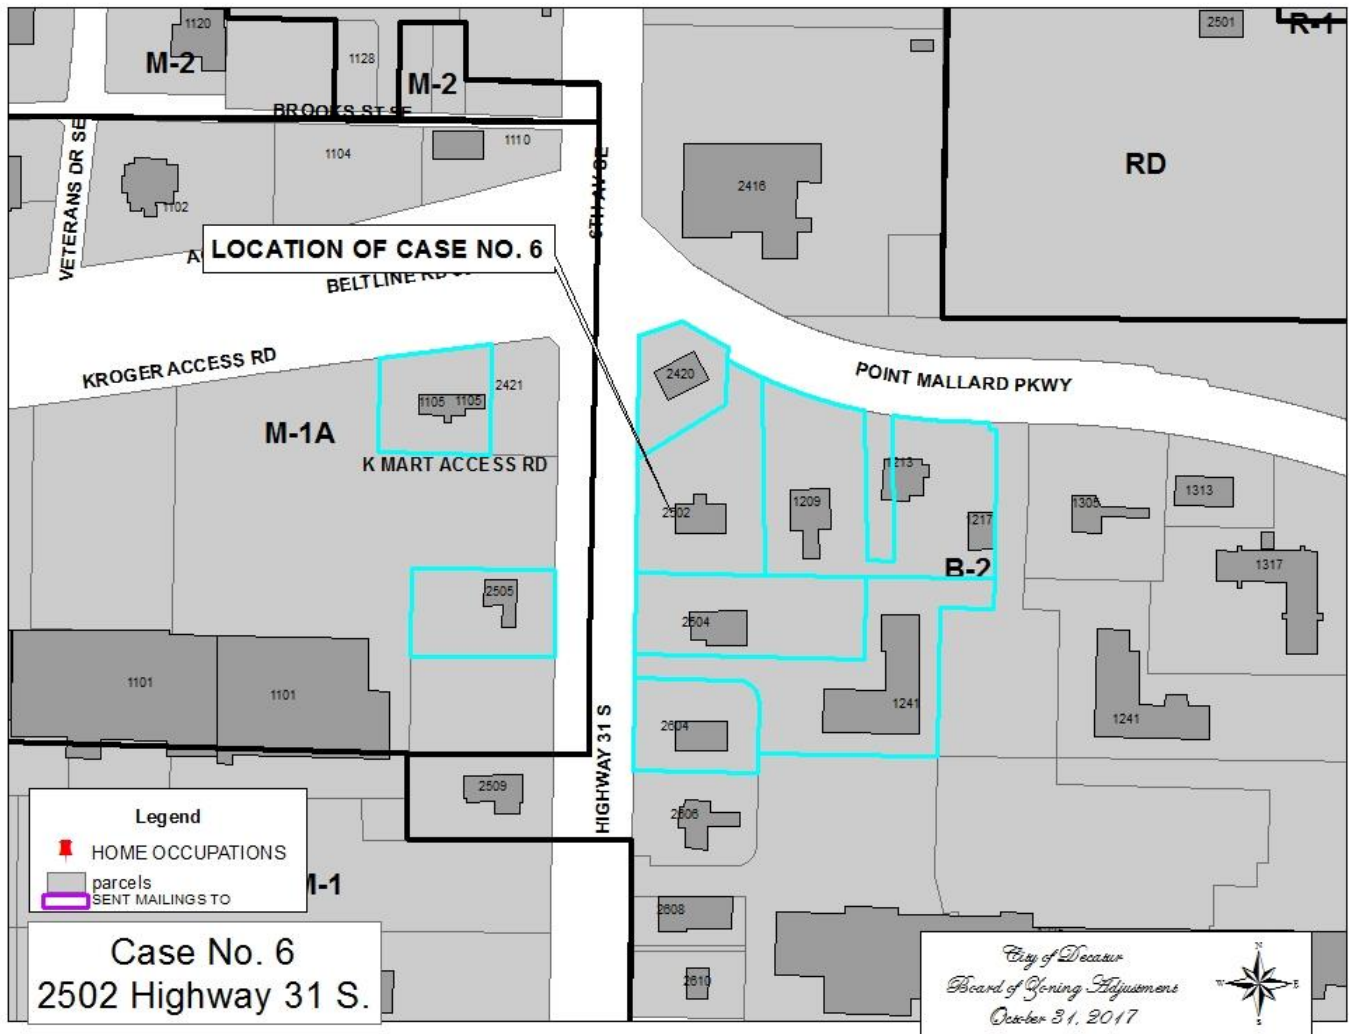 1120
2501
R-1
1128
M-2
M-2
BROOKS ST SE
VETERANS DR SE
1104
1110
6TH AV SE
RD
2416
1102
LOCATION OF CASE NO. 6
BELTLINE RD
KROGER ACCESS RD
2420
POINT MALLARD PKWY
2421
1105 1105
M-1A
K MART ACCESS RD
1213
1209
2502
1217
1305
1313
B-2
1317
2505
2504
1101
1101
1241
1241
2604
HIGHWAY 31 S
2509
2606
Legend
HOME OCCUPATIONS
parcels
SENT MAILINGS TO
M-1
2608
2610
Case No. 6
2502 Highway 31 S.
City of Decatur
Board of Zoning Adjustment
October 31, 2017
N
W E
S